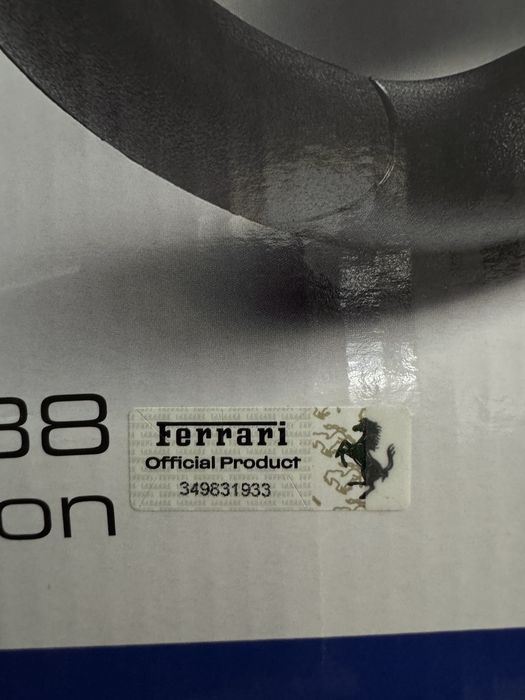 88
Ferrari
Official Product
349831933
on